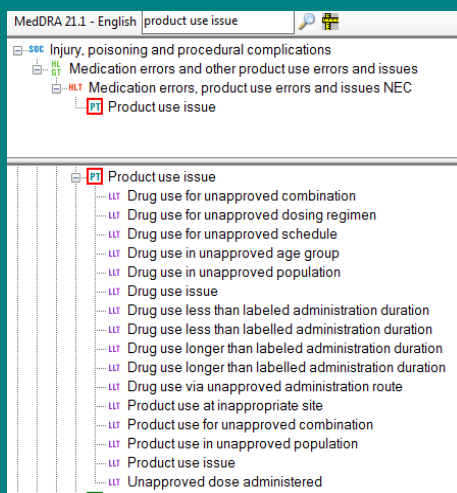 MedDRA 21.1 - English product use issue
SOC Injury, poisoning and procedural complications
HLGT Medication errors and other product use errors and issues
HLT Medication errors, product use errors and issues NEC
PT Product use issue
PT Product use issue
LLT Drug use for unapproved combination
LLT Drug use for unapproved dosing regimen
LLT Drug use for unapproved schedule
LLT Drug use in unapproved age group
LLT Drug use in unapproved population
LLT Drug use issue
LLT Drug use less than labeled administration duration
LLT Drug use less than labelled administration duration
LLT Drug use longer than labeled administration duration
LLT Drug use longer than labelled administration duration
LLT Drug use via unapproved administration route
LLT Product use at inappropriate site
LLT Product use for unapproved combination
LLT Product use in unapproved population
LLT Product use issue
LLT Unapproved dose administered